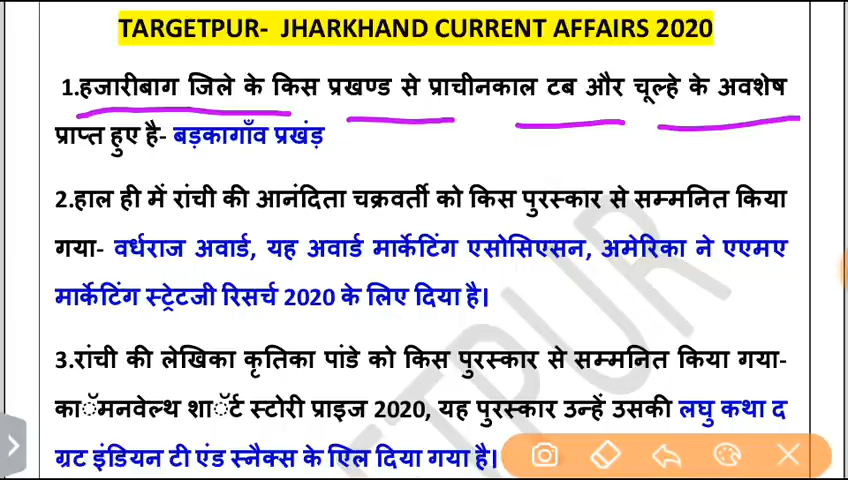 TARGETPUR- JHARKHAND CURRENT AFFAIRS 2020
1.हजारीबाग जिले के किस प्रखण्ड से प्राचीनकाल टब और चूल्हे के अवशेष
प्राप्त हुए है- बड़कागाँव प्रखंड़
2.हाल ही में रांची की आनंदिता चक्रवर्ती को किस पुरस्कार से सम्मनित किया
गया- वर्धराज अवार्ड, यह अवार्ड मार्केटिंग एसोसिएसन, अमेरिका ने एएमए
मार्केटिंग स्ट्रेटजी रिसर्च 2020 के लिए दिया है।
3.रांची की लेखिका कृतिका पांडे को किस पुरस्कार से सम्मनित किया गया-
काॅमनवेल्थ शाॅर्ट स्टोरी प्राइज 2020, यह पुरस्कार उन्हें उसकी लघु कथा द
ग्रट इंडियन टी एंड स्नैक्स के लिए दिया गया है।